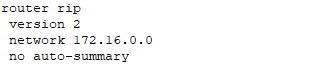 router rip
 version 2
 network 172.16.0.0
 no auto-summary